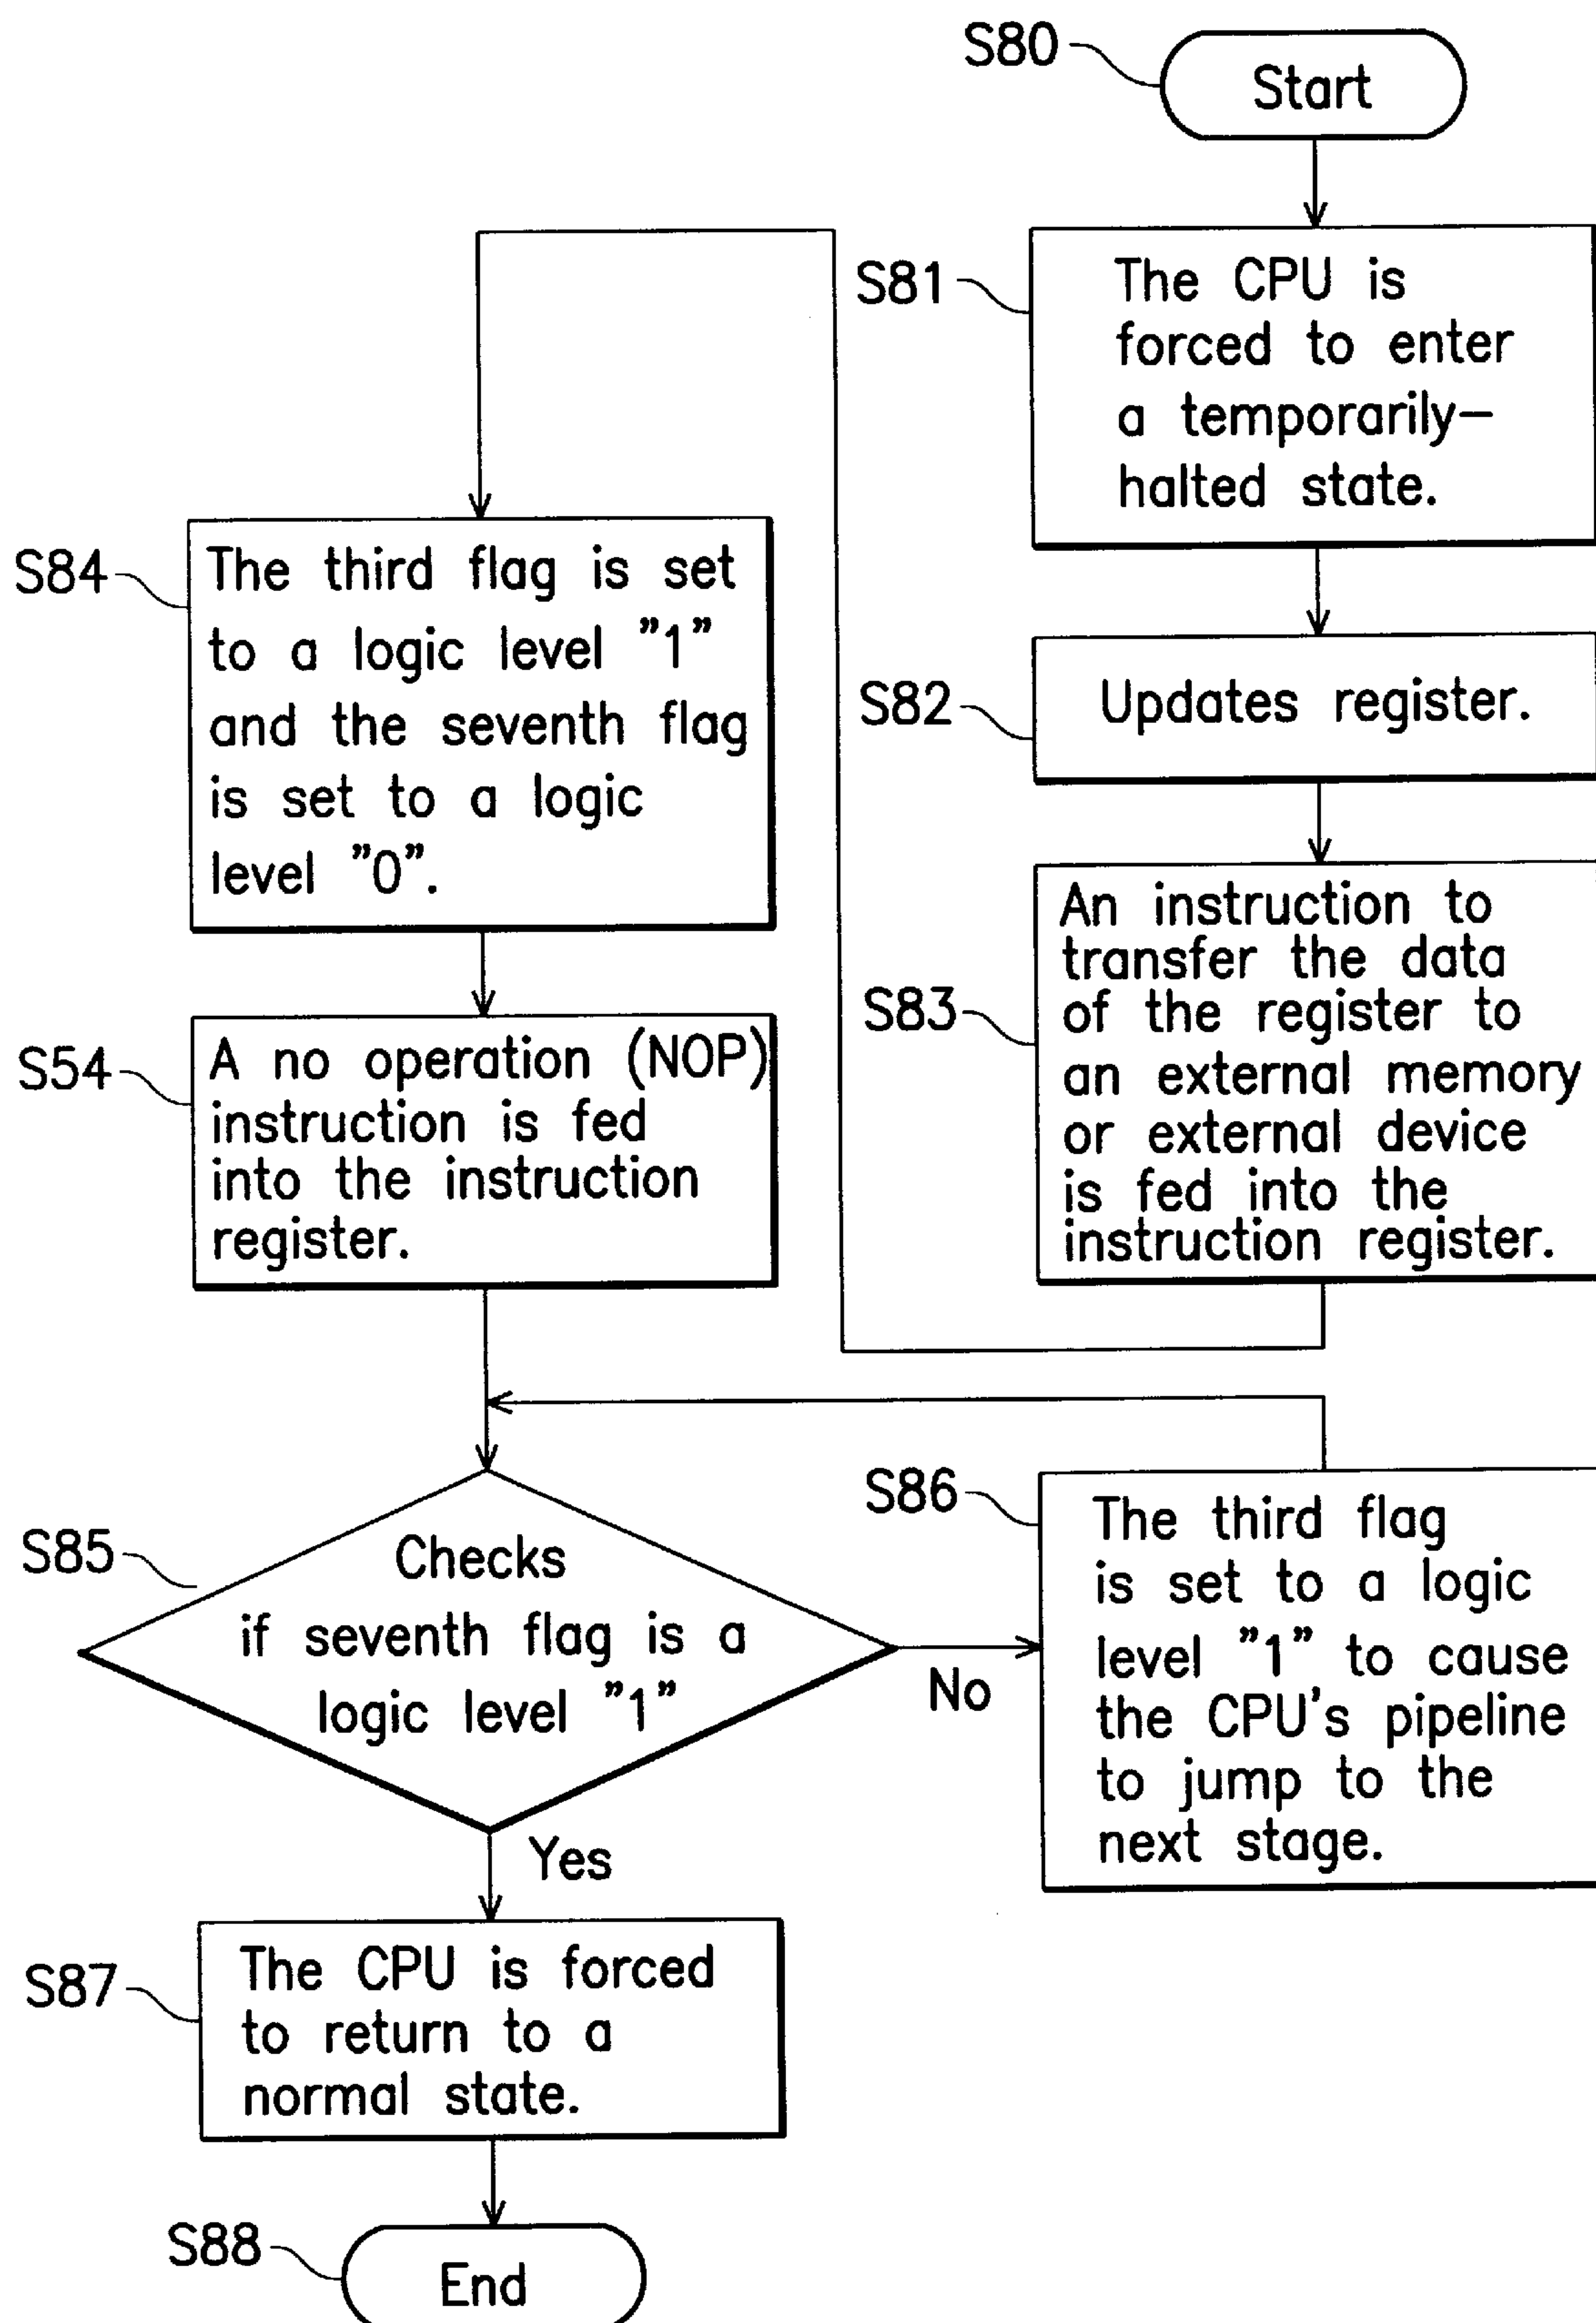 S80
Start
S81
The CPU is
forced to enter
a temporarily-
halted state.
S82
Updates register.
S83
An instruction to
transfer the data
of the register to
an external memory
or external device
is fed into the
instruction register.
S84
The third flag is set
to a logic level "1"
and the seventh flag
is set to a logic
level "0".
S54
A no operation (NOP)
instruction is fed
into the instruction
register.
S85
Checks
if seventh flag is a
logic level "1"
No
S86
The third flag
is set to a logic
level "1" to cause
the CPU's pipeline
to jump to the
next stage.
Yes
S87
The CPU is forced
to return to a
normal state.
S88
End